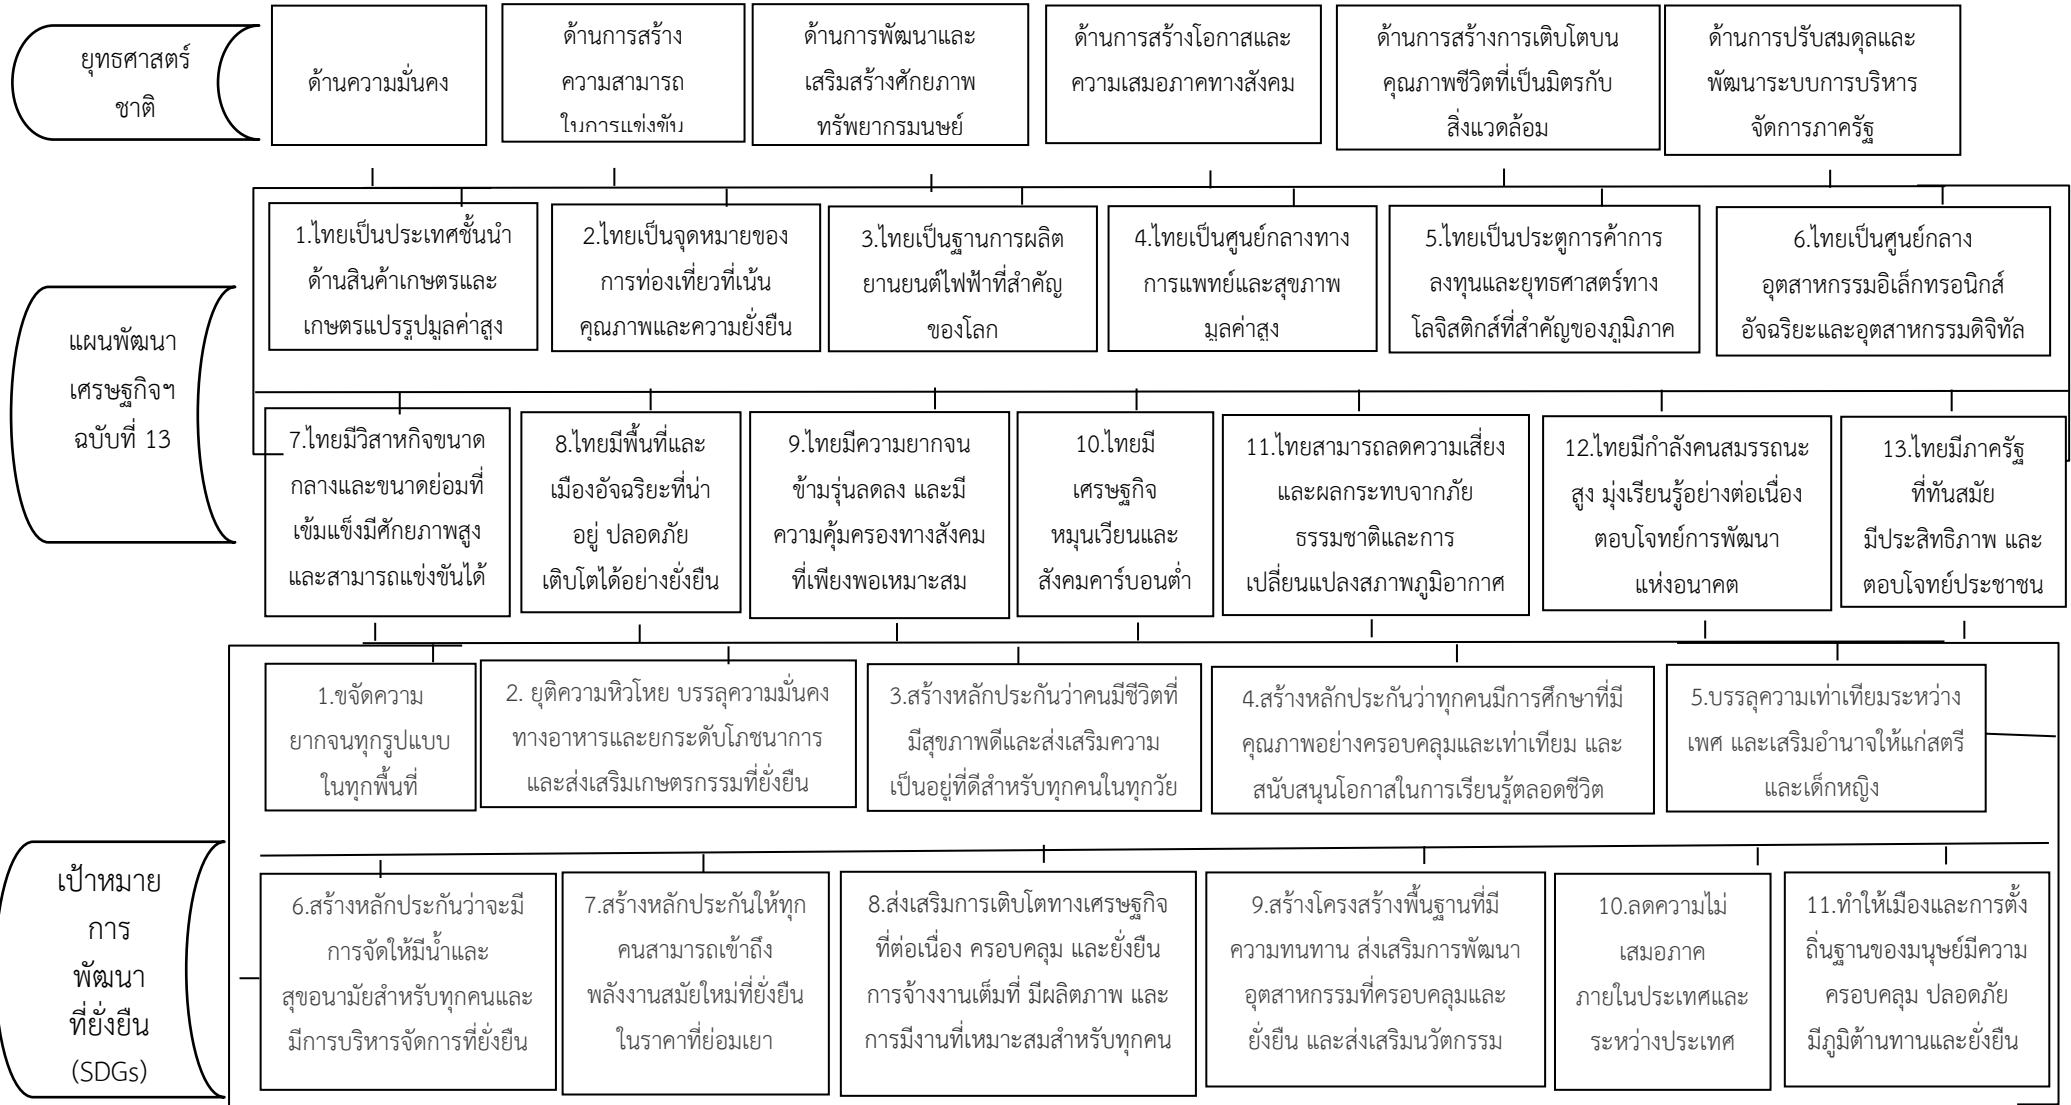 ยุทธศาสตร์
ชาติ
ด้านความมั่นคง
ด้านการสร้าง
ความสามารถ
ในการแข่งขัน
ด้านการพัฒนาและ
เสริมสร้างศักยภาพ
ทรัพยากรมนุษย์
ด้านการสร้างโอกาสและ
ความเสมอภาคทางสังคม
ด้านการสร้างการเติบโตบน
คุณภาพชีวิตที่เป็นมิตรกับ
สิ่งแวดล้อม
ด้านการปรับสมดุลและ
พัฒนาระบบการบริหาร
จัดการภาครัฐ
แผนพัฒนา
เศรษฐกิจฯ
ฉบับที่ 13
1.ไทยเป็นประเทศชั้นนำ
ด้านสินค้าเกษตรและ
เกษตรแปรรูปมูลค่าสูง
2.ไทยเป็นจุดหมายของ
การท่องเที่ยวที่เน้น
คุณภาพและความยั่งยืน
3.ไทยเป็นฐานการผลิต
ยานยนต์ไฟฟ้าที่สำคัญ
ของโลก
4.ไทยเป็นศูนย์กลางทาง
การแพทย์และสุขภาพ
มูลค่าสูง
5.ไทยเป็นประตูการค้าการ
ลงทุนและยุทธศาสตร์ทาง
โลจิสติกส์ที่สำคัญของภูมิภาค
6.ไทยเป็นศูนย์กลาง
อุตสาหกรรมอิเล็กทรอนิกส์
อัจฉริยะและอุตสาหกรรมดิจิทัล
7.ไทยมีวิสาหกิจขนาด
กลางและขนาดย่อมที่
เข้มแข็งมีศักยภาพสูง
และสามารถแข่งขันได้
8.ไทยมีพื้นที่และ
เมืองอัจฉริยะที่น่า
อยู่ ปลอดภัย
เติบโตได้อย่างยั่งยืน
9.ไทยมีความยากจน
ข้ามรุ่นลดลง และมี
ความคุ้มครองทางสังคม
ที่เพียงพอเหมาะสม
10.ไทยมี
เศรษฐกิจ
หมุนเวียนและ
สังคมคาร์บอนต่ำ
11.ไทยสามารถลดความเสี่ยง
และผลกระทบจากภัย
ธรรมชาติและการ
เปลี่ยนแปลงสภาพภูมิอากาศ
12.ไทยมีกำลังคนสมรรถนะ
สูง มุ่งเรียนรู้อย่างต่อเนื่อง
ตอบโจทย์การพัฒนา
แห่งอนาคต
13.ไทยมีภาครัฐ
ที่ทันสมัย
มีประสิทธิภาพ และ
ตอบโจทย์ประชาชน
เป้าหมาย
การ
พัฒนา
ที่ยั่งยืน
(SDGs)
1.ขจัดความ
ยากจนทุกรูปแบบ
ในทุกพื้นที่
2. ยุติความหิวโหย บรรลุความมั่นคง
ทางอาหารและยกระดับโภชนาการ
และส่งเสริมเกษตรกรรมที่ยั่งยืน
3.สร้างหลักประกันว่าคนมีชีวิตที่
มีสุขภาพดีและส่งเสริมความ
เป็นอยู่ที่ดีสำหรับทุกคนในทุกวัย
4.สร้างหลักประกันว่าทุกคนมีการศึกษาที่มี
คุณภาพอย่างครอบคลุมและเท่าเทียม และ
สนับสนุนโอกาสในการเรียนรู้ตลอดชีวิต
5.บรรลุความเท่าเทียมระหว่าง
เพศ และเสริมอำนาจให้แก่สตรี
และเด็กหญิง
6.สร้างหลักประกันว่าจะมี
การจัดให้มีน้ำและ
สุขอนามัยสำหรับทุกคนและ
มีการบริหารจัดการที่ยั่งยืน
7.สร้างหลักประกันให้ทุก
คนสามารถเข้าถึง
พลังงานสมัยใหม่ที่ยั่งยืน
ในราคาที่ย่อมเยา
8.ส่งเสริมการเติบโตทางเศรษฐกิจ
ที่ต่อเนื่อง ครอบคลุม และยั่งยืน
การจ้างงานเต็มที่ มีผลิตภาพ และ
การมีงานที่เหมาะสมสำหรับทุกคน
9.สร้างโครงสร้างพื้นฐานที่มี
ความทนทาน ส่งเสริมการพัฒนา
อุตสาหกรรมที่ครอบคลุมและ
ยั่งยืน และส่งเสริมนวัตกรรม
10.ลดความไม่
เสมอภาค
ภายในประเทศและ
ระหว่างประเทศ
11.ทำให้เมืองและการตั้ง
ถิ่นฐานของมนุษย์มีความ
ครอบคลุม ปลอดภัย
มีภูมิต้านทานและยั่งยืน